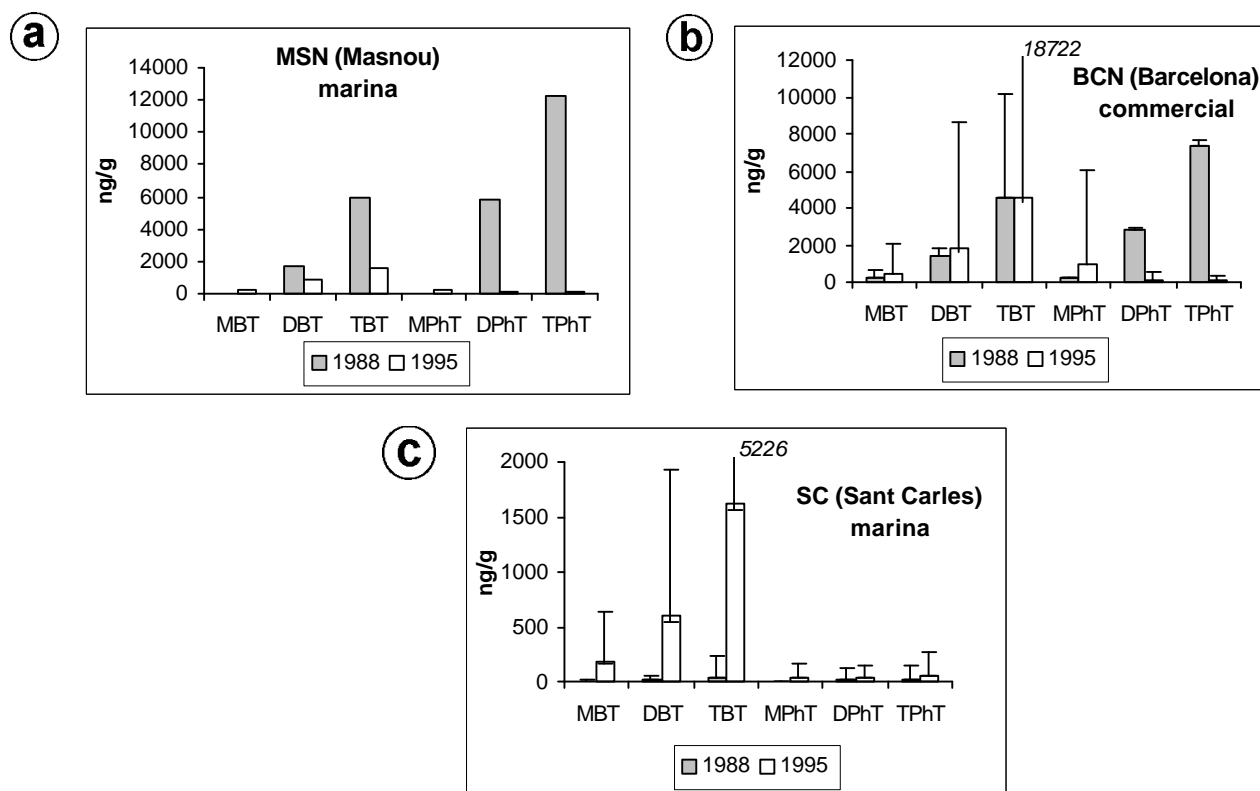 a
MSN (Masnou)
marina
ng/g
14000
12000
10000
8000
6000
4000
2000
0
MBT DBT TBT MPhT DPhT TPhT
1988 1995
b
18722
BCN (Barcelona)
commercial
ng/g
12000
10000
8000
6000
4000
2000
0
MBT DBT TBT MPhT DPhT TPhT
1988 1995
c
5226
SC (Sant Carles)
marina
ng/g
2000
1500
1000
500
0
MBT DBT TBT MPhT DPhT TPhT
1988 1995